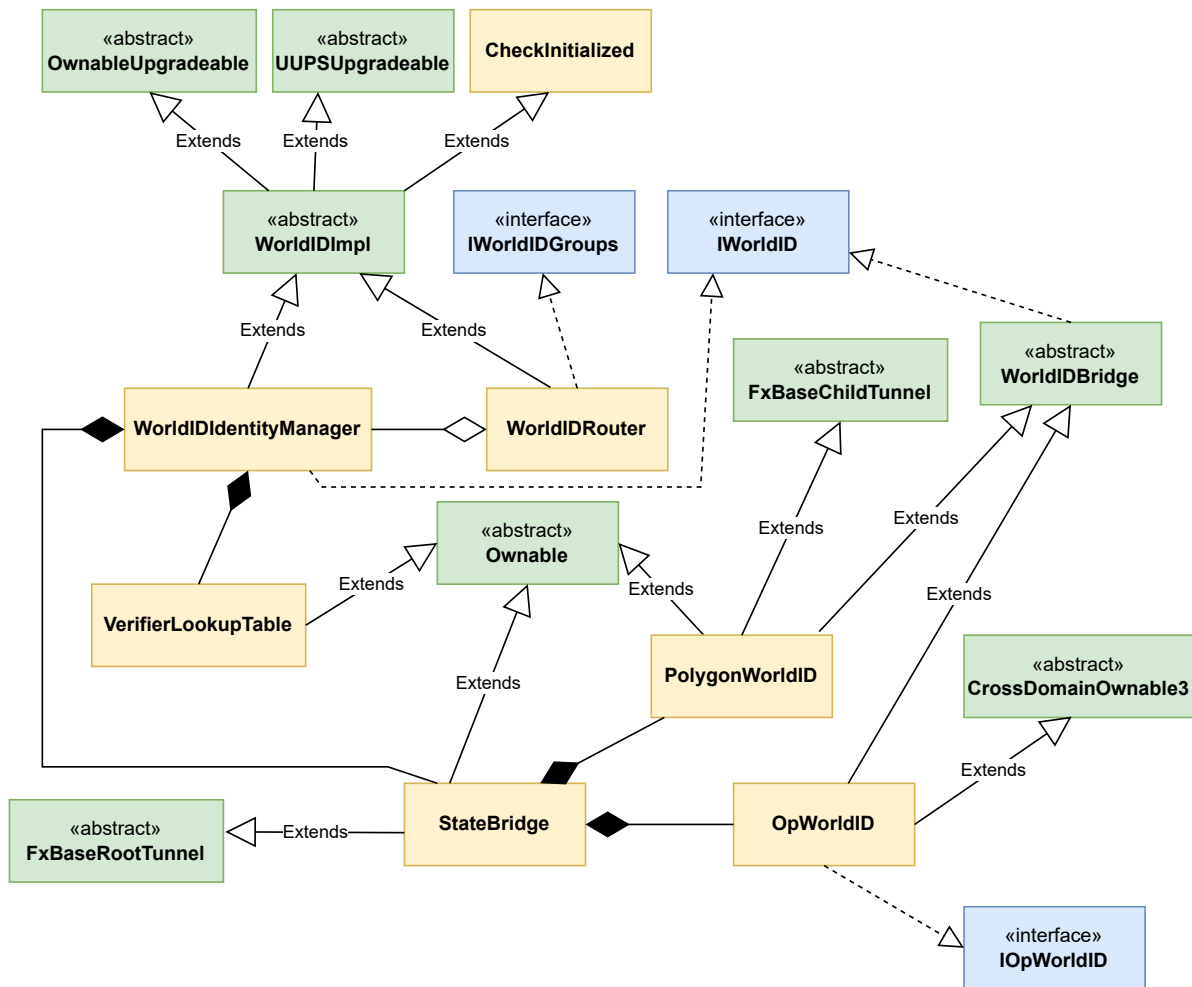 «abstract»
OwnableUpgradeable
«abstract»
UUPSUpgradeable
CheckInitialized
Extends
Extends
Extends
«abstract»
WorldIDImpl
«interface»
IWorldIDGroups
«interface»
IWorldID
Extends
Extends
«abstract»
FxBaseChildTunnel
«abstract»
WorldIDBridge
WorldIDIdentityManager
WorldIDRouter
«abstract»
Ownable
Extends
Extends
Extends
Extends
Extends
VerifierLookupTable
PolygonWorldID
«abstract»
CrossDomainOwnable3
Extends
Extends
StateBridge
OpWorldID
«abstract»
FxBaseRootTunnel
Extends
«interface»
IOpWorldID